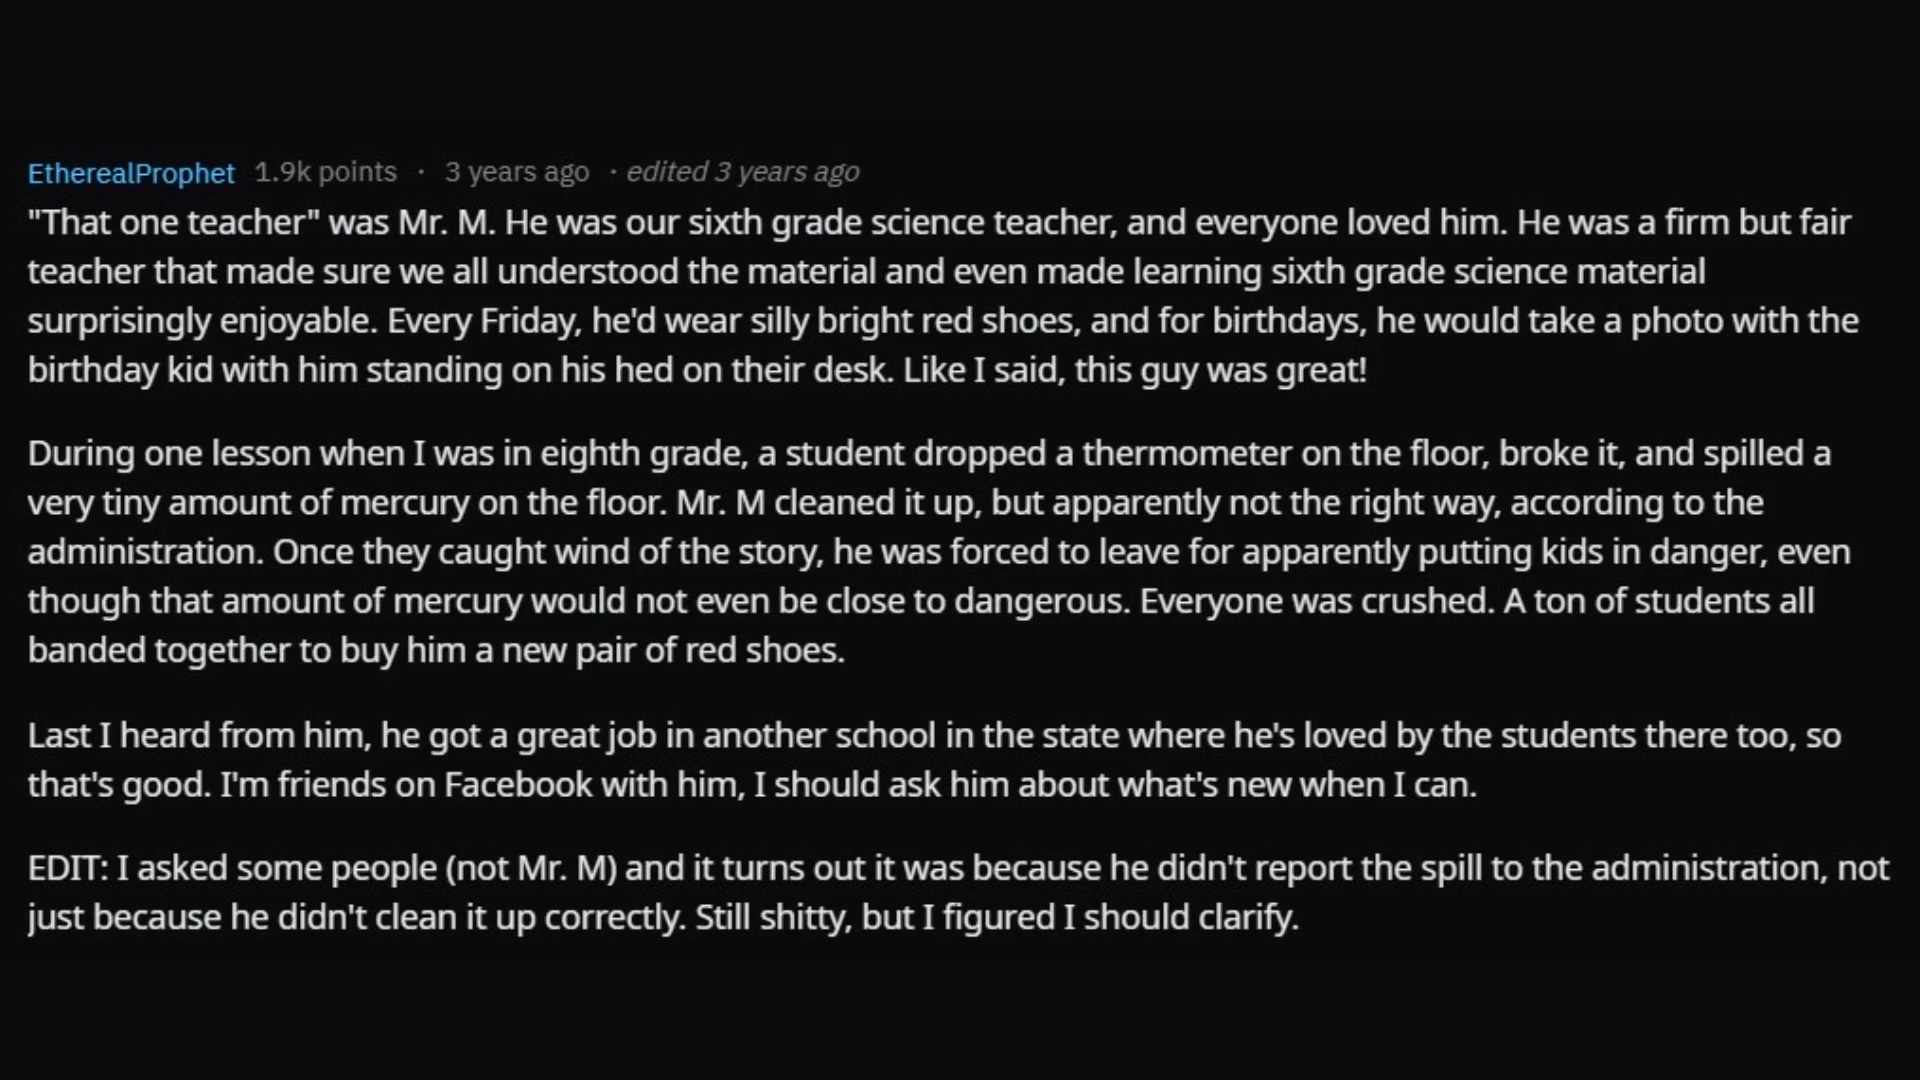 EtherealProphet 1.9k points · 3 years ago · edited 3 years ago
"That one teacher" was Mr. M. He was our sixth grade science teacher, and everyone loved him. He was a firm but fair
teacher that made sure we all understood the material and even made learning sixth grade science material
surprisingly enjoyable. Every Friday, he'd wear silly bright red shoes, and for birthdays, he would take a photo with the
birthday kid with him standing on his hed on their desk. Like I said, this guy was great!
During one lesson when I was in eighth grade, a student dropped a thermometer on the floor, broke it, and spilled a
very tiny amount of mercury on the floor. Mr. M cleaned it up, but apparently not the right way, according to the
administration. Once they caught wind of the story, he was forced to leave for apparently putting kids in danger, even
though that amount of mercury would not even be close to dangerous. Everyone was crushed. A ton of students all
banded together to buy him a new pair of red shoes.
Last I heard from him, he got a great job in another school in the state where he's loved by the students there too, so
that's good. I'm friends on Facebook with him, I should ask him about what's new when I can.
EDIT: I asked some people (not Mr. M) and it turns out it was because he didn't report the spill to the administration, not
just because he didn't clean it up correctly. Still shitty, but I figured I should clarify.